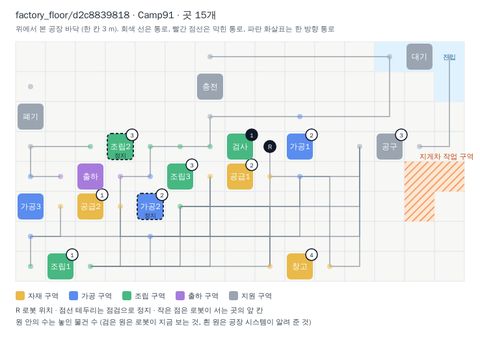 factory_floor/d2c8839818 · Camp91 · 곳 15개
위에서 본 공장 바닥 (한 칸 3 m). 회색 선은 통로, 빨간 점선은 막힌 통로, 파란 화살표는 한 방향 통로
대기
충전
폐기
조립2
3
정지
검사
1
R
가공1
2
공구
3
지게차 작업 구역
출하
조립3
3
공급1
2
가공3
공급2
1
가공2
2
정지
조립1
1
창고
4
자재 구역
가공 구역
조립 구역
출하 구역
지원 구역
R 로봇 위치 · 점선 테두리는 점검으로 정지 · 작은 점은 로봇이 서는 곳의 앞 칸
원 안의 수는 놓인 물건 수 (검은 원은 로봇이 지금 보는 것, 흰 원은 공장 시스템이 알려 준 것)